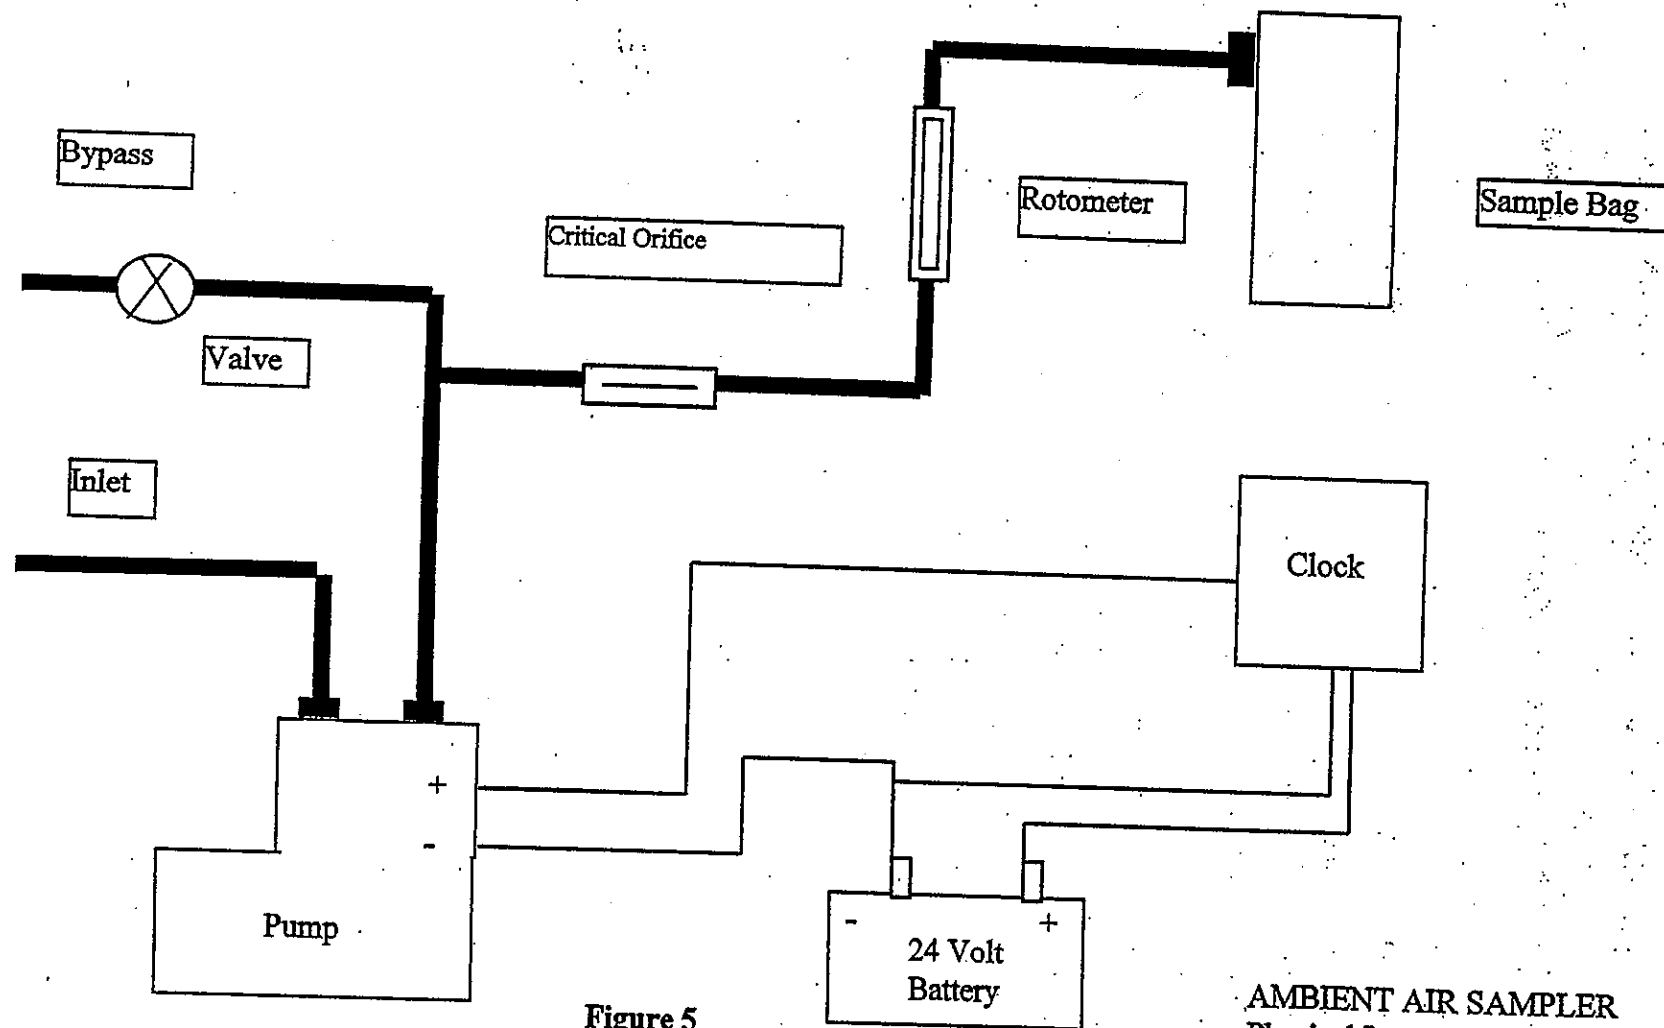 Bypass
Critical Orifice
Rotometer
Sample Bag
Valve
Inlet
Clock
+
-
Pump
- +
24 Volt
Battery
Figure 5
AMBIENT AIR SAMPLER